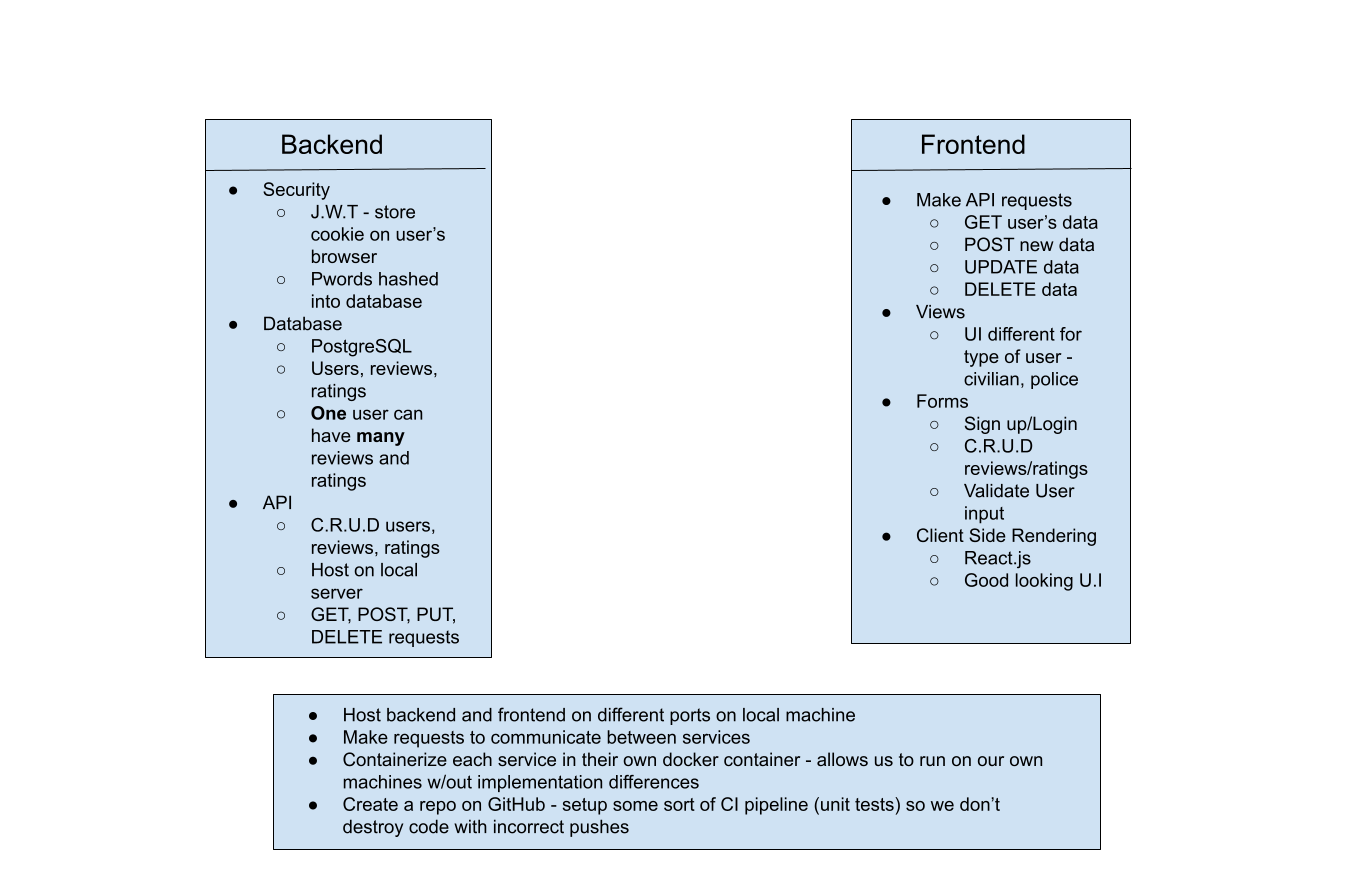 Backend
● Security
○ J.W.T - store
cookie on user’s
browser
○ Pwords hashed
into database
● Database
○ PostgreSQL
○ Users, reviews,
ratings
○ One user can
have many
reviews and
ratings
● API
○ C.R.U.D users,
reviews, ratings
○ Host on local
server
○ GET, POST, PUT,
DELETE requests
Frontend
● Make API requests
○ GET user’s data
○ POST new data
○ UPDATE data
○ DELETE data
● Views
○ UI different for
type of user -
civilian, police
● Forms
○ Sign up/Login
○ C.R.U.D
reviews/ratings
○ Validate User
input
● Client Side Rendering
○ React.js
○ Good looking U.I
● Host backend and frontend on different ports on local machine
● Make requests to communicate between services
● Containerize each service in their own docker container - allows us to run on our own
machines w/out implementation differences
● Create a repo on GitHub - setup some sort of CI pipeline (unit tests) so we don’t
destroy code with incorrect pushes